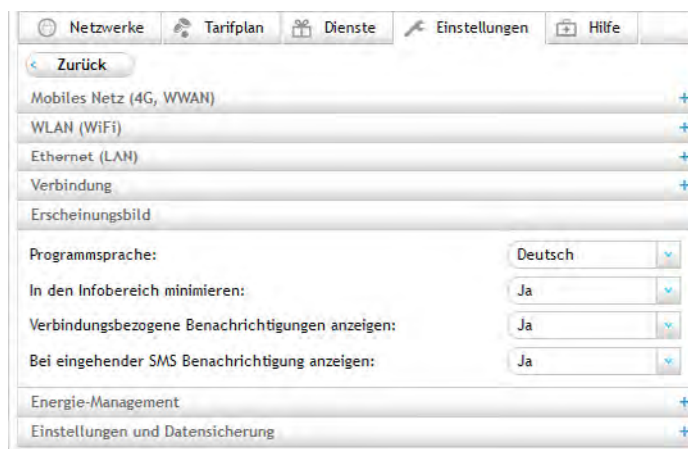 Netzwerke Tarifplan Dienste Einstellungen Hilfe
Zurück
Mobiles Netz (4G, WWAN)
WLAN (WiFi)
Ethernet (LAN)
Verbindung
Erscheinungsbild
Programmsprache: Deutsch
In den Infobereich minimieren: Ja
Verbindungsbezogene Benachrichtigungen anzeigen: Ja
Bei eingehender SMS Benachrichtigung anzeigen: Ja
Energie-Management
Einstellungen und Datensicherung